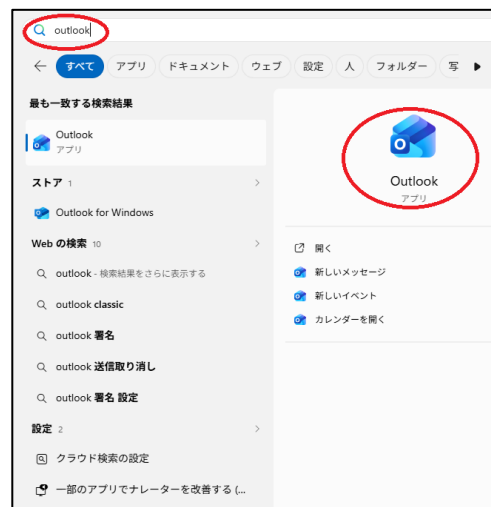 outlook
すべて アプリ ドキュメント ウェブ 設定 人 フォルダー 写
最も一致する検索結果
Outlook
アプリ
ストア 1
Outlook for Windows
Web の検索 10
outlook - 検索結果をさらに表示する
outlook classic
outlook 署名
outlook 送信取り消し
outlook 署名 設定
設定 2
クラウド検索の設定
一部のアプリでナレーターを改善する (...
Outlook
アプリ
開く
新しいメッセージ
新しいイベント
カレンダーを開く